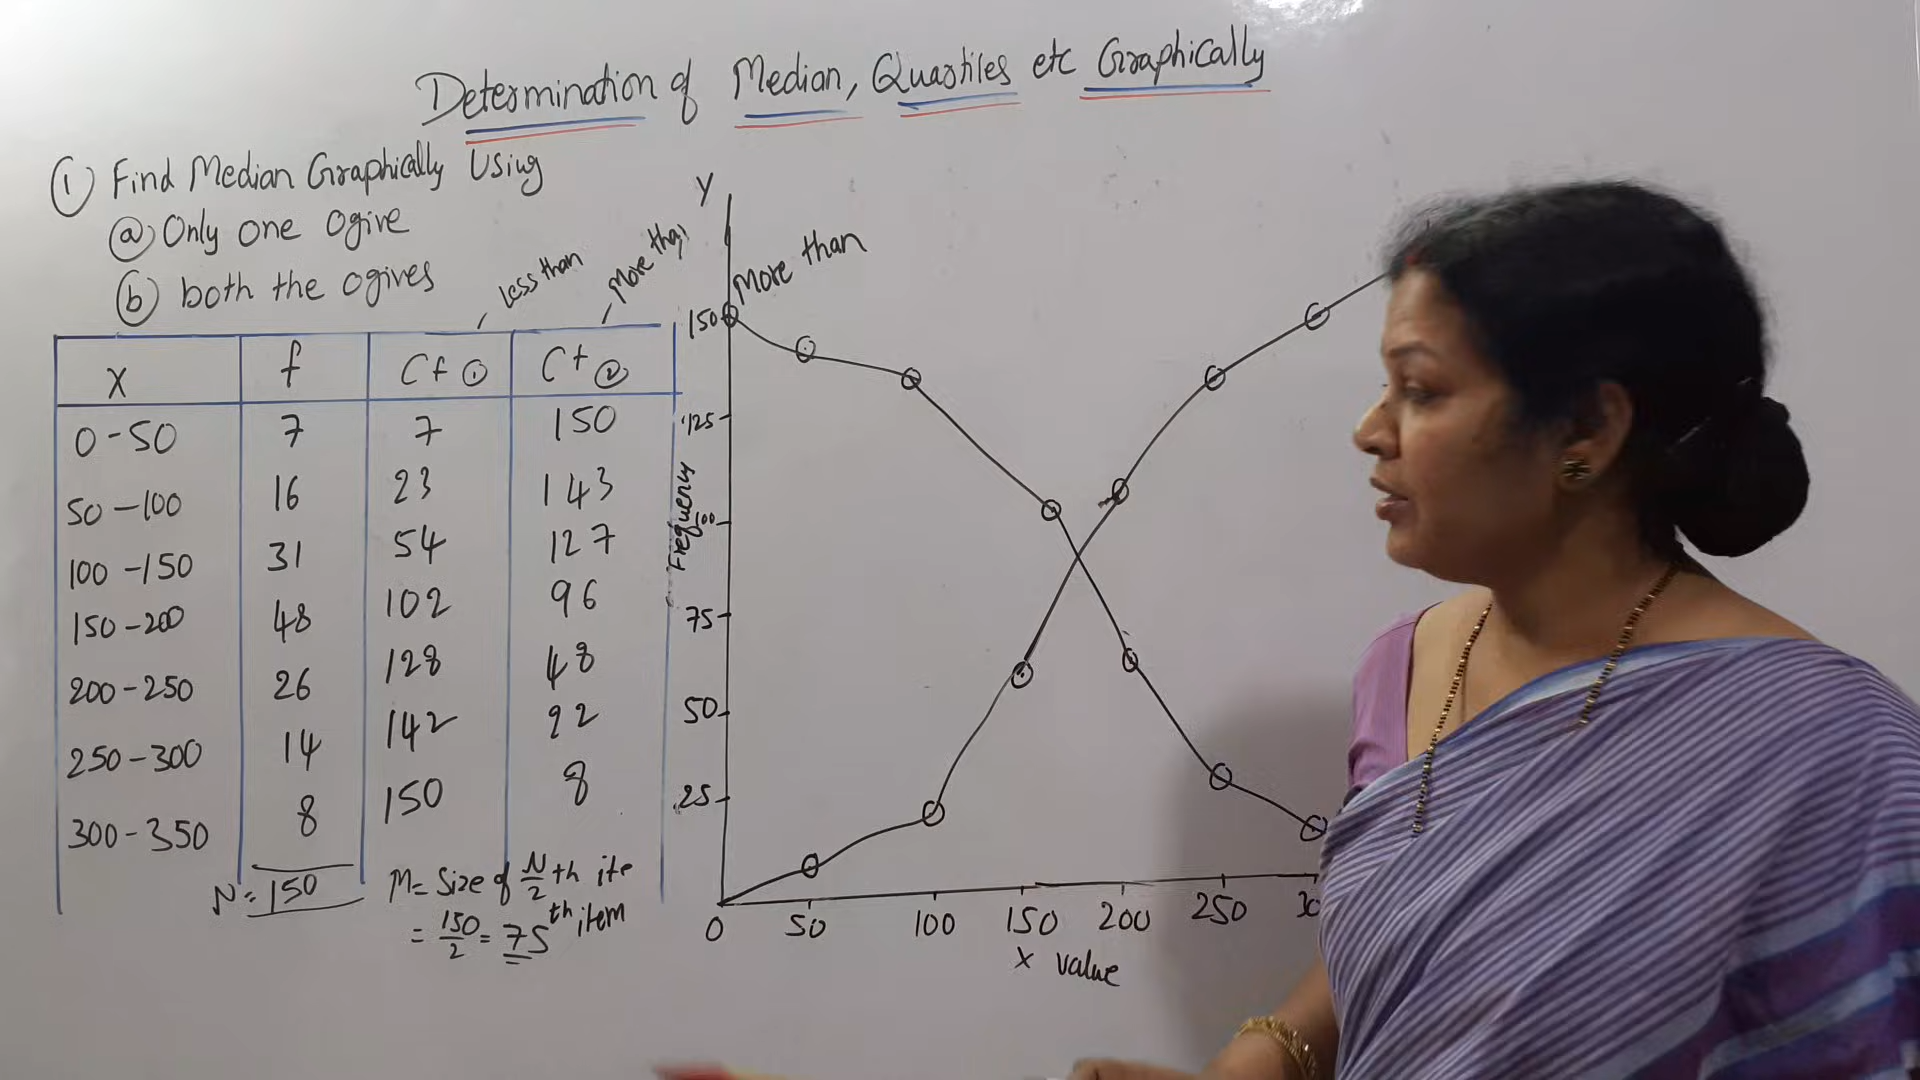 Determination of Median, Quartiles etc Graphically
① Find Median Graphically Using
ⓐ Only one Ogive
ⓑ both the ogives
less than
More than
X f Cf ① Cf ②
0-50 7 7 150
50-100 16 23 143
100-150 31 54 127
150-200 48 102 96
200-250 26 128 48
250-300 14 142 22
300-350 8 150 8
N = 150
M = Size of N/2 th ite
= 150/2 = 75th item
Y
More than
150
125
100
75
50
25
Frequency
0 50 100 150 200 250 30
X value